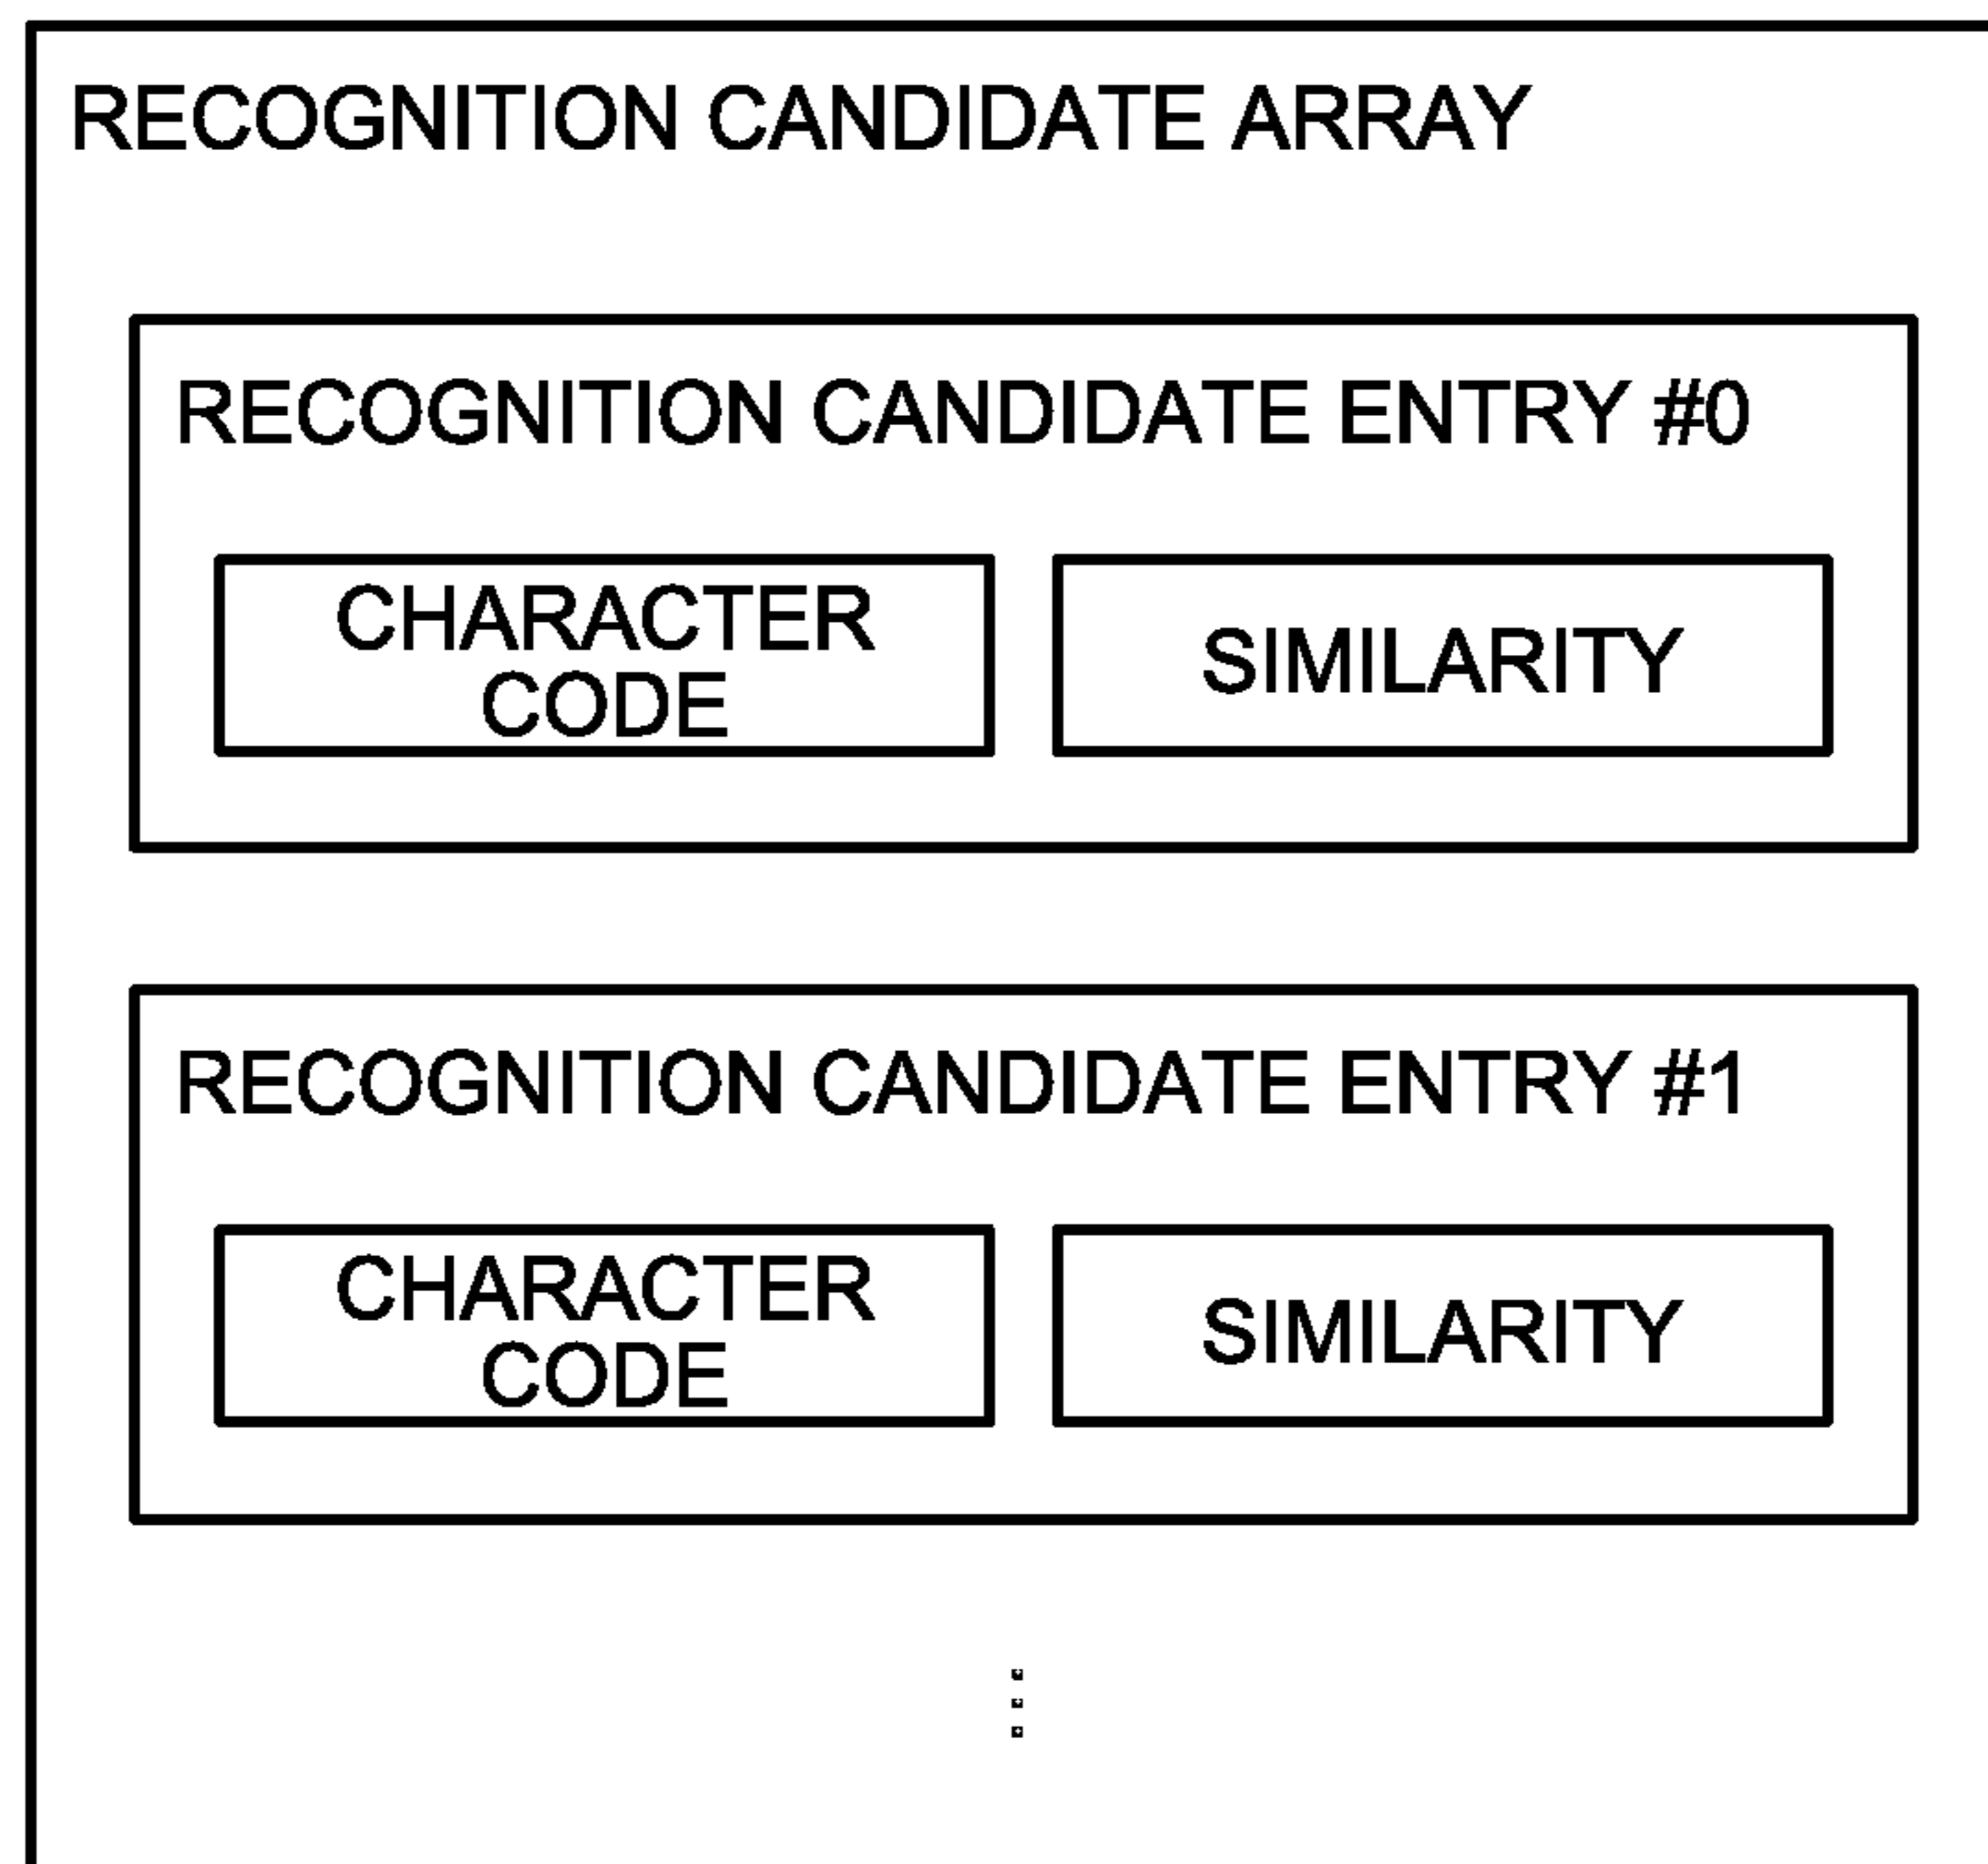 RECOGNITION CANDIDATE ARRAY
RECOGNITION CANDIDATE ENTRY #0
CHARACTER
CODE
SIMILARITY
RECOGNITION CANDIDATE ENTRY #1
CHARACTER
CODE
SIMILARITY